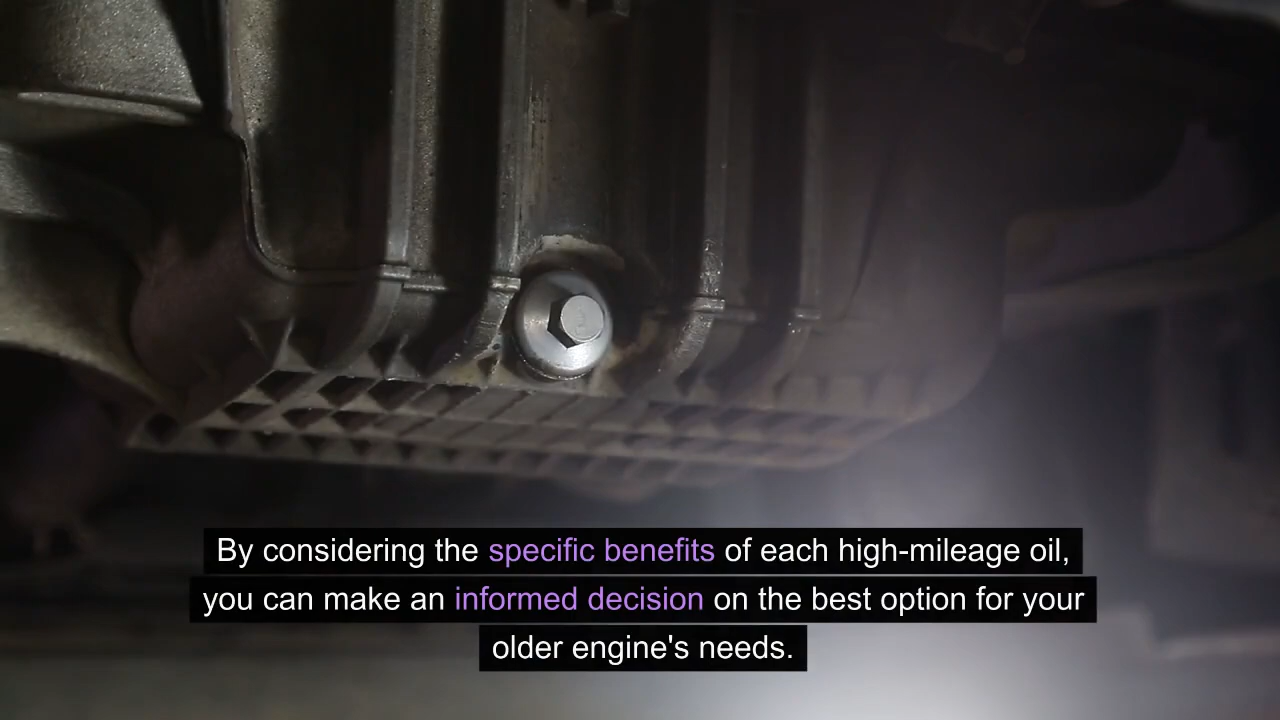 By considering the specific benefits of each high-mileage oil,
you can make an informed decision on the best option for your
older engine's needs.